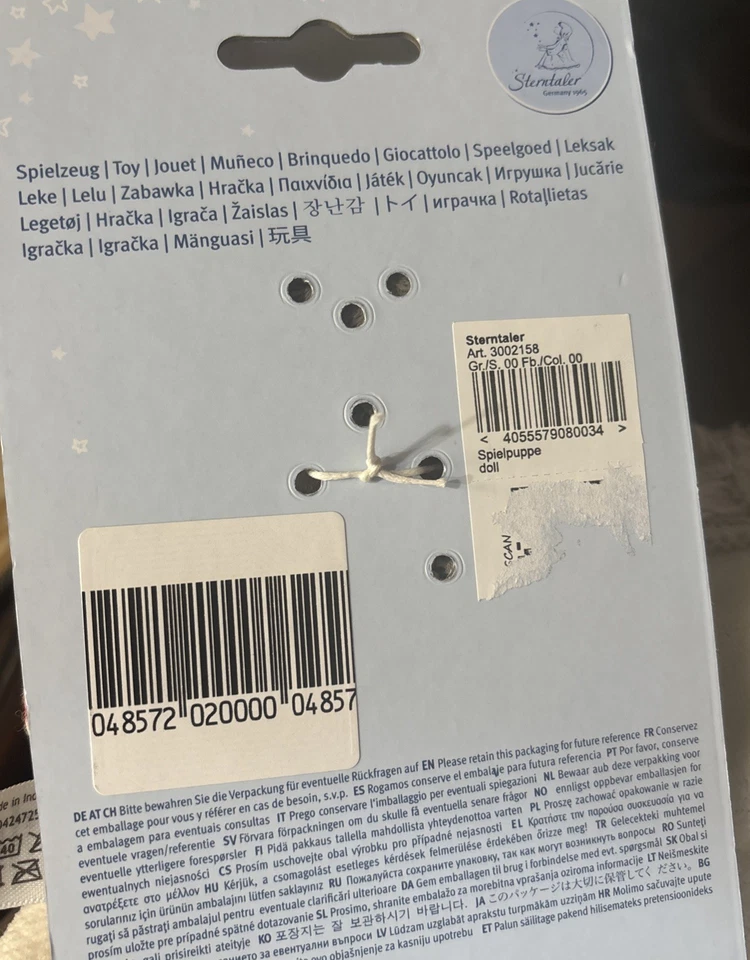 Sterntaler
Germany 1965
Spielzeug | Toy | Jouet | Muñeco | Brinquedo | Giocattolo | Speelgoed | Leksak
Leke | Lelu | Zabawka | Hračka | Παιχνίδια | Játék | Oyuncak | Игрушка | Jucărie
Legetøj | Hračka | Igrača | Žaislas | 장난감 | トイ | играчка | Rotaļlietas
Igračka | Igračka | Mänguasi | 玩具
Sterntaler
Art. 3002158
Gr./S. 00 Fb./Col. 00
< 4055579080034 >
Spielpuppe
doll
SCAN
048572 020000 04857
DE AT CH Bitte bewahren Sie die Verpackung für eventuelle Rückfragen auf EN Please retain this packaging for future reference FR Conservez
cet emballage pour vous y référer en cas de besoin, s.v.p. ES Rogamos conserve el embalaje para futura referencia PT Por favor, conserve
a embalagem para eventuais consultas IT Prego conservare l'imballaggio per eventuali spiegazioni NL Bewaar aub deze verpakking voor
eventuele vragen/referentie SV Förvara förpackningen om du skulle få eventuella senare frågor NO ennligst oppbevar emballasjen for
eventuelle ytterligere forespørsler FI Pidä pakkaus tallella mahdollista yhteydenottoa varten PL Proszę zachować opakowanie w razie
ewentualnych niejasności CS Prosím uschovejte obal výrobku pro případné nejasnosti EL Κρατήστε την παρούσα συσκευασία για να
ανατρέξετε στο μέλλον HU Kérjük, a csomagolást esetleges kérdések felmerülése érdekében őrizze meg! TR Gelecekteki muhtemel
sorularınız için ürünün ambalajını lütfen saklayınız RU Пожалуйста сохраните упаковку, так как могут возникнуть вопросы RO Sunteți
rugați să păstrați ambalajul pentru eventuale clarificări ulterioare DA Gem emballagen til brug i forbindelse med evt. spørgsmål SK Obal si
prosím uložte pre prípadné spätné dotazovanie SL Prosimo, shranite embalažo za morebitna vprašanja oziroma informacije LT Neišmeskite
prisireikti ateityje KO 포장지는 잘 보관하시기 바랍니다. JA このパッケージは大切に保管してください。 BG
за евентуални въпроси LV Lūdzam uzglabāt aprakstu turpmākām uzziņām HR Molimo sačuvajte upute
objašnjenje za kasniju upotrebu ET Palun säilitage pakend hilisemateks pretensioonideks
40